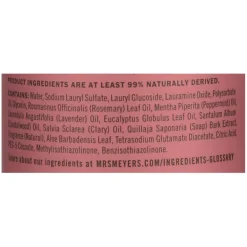 PRODUCT INGREDIENTS ARE AT LEAST 99% NATURALLY DERIVED.
CONTAINS: Water, Sodium Lauryl Sulfate, Lauryl Glucoside, Lauramine Oxide, Polysorbate
20, Glycerin, Rosmarinus Officinalis (Rosemary) Leaf Oil, Mentha Piperita (Peppermint) Oil,
Angustifolia (Lavender) Oil, Eucalyptus Globulus Leaf Oil, Santalum Album
(Sandalwood) Oil, Salvia Sclarea (Clary) Oil, Quillaja Saponaria (Soap) Bark Extract,
Fragrance (Natural), Aloe Barbadensis Leaf, Tetrasodium Glutamate Diacetate, Citric Acid
Methylisothiazolinone, Benzisothiazolinone.
learn about our ingredients at MRSMEYERS.COM/INGREDIENTS-GLOSSARY